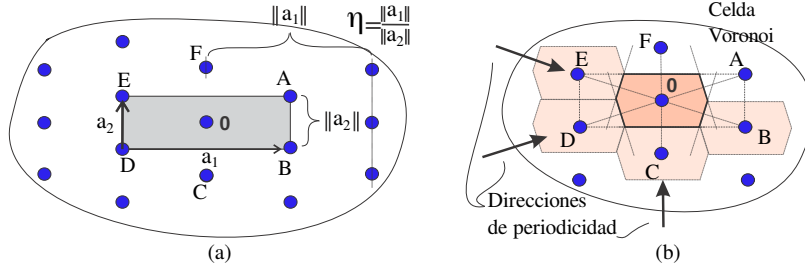 ‖a₁‖
η=‖a₁‖/‖a₂‖
F
E
A
a₂
0
‖a₂‖
D
a₁
B
C
(a)
Celda
Voronoi
F
E
A
0
D
B
C
Direcciones
de periodicidad
(b)